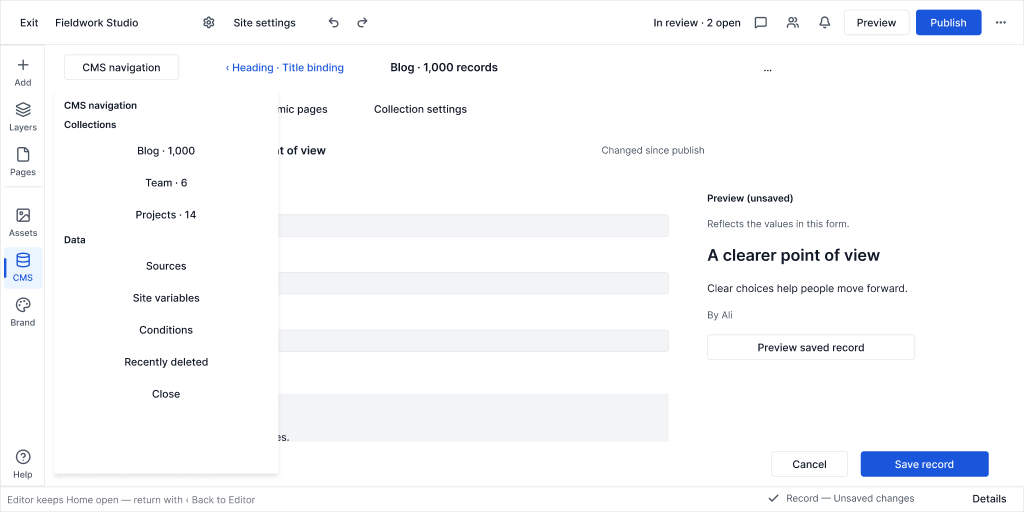 Exit Fieldwork Studio Site settings In review · 2 open Preview Publish
CMS navigation ‹ Heading · Title binding Blog · 1,000 records ...
Add
Layers
Pages
Assets
CMS
Brand
Help
CMS navigation
Collections
Blog · 1,000
Team · 6
Projects · 14
Data
Sources
Site variables
Conditions
Recently deleted
Close
mic pages Collection settings
nt of view Changed since publish
es.
Preview (unsaved)
Reflects the values in this form.
A clearer point of view
Clear choices help people move forward.
By Ali
Preview saved record
Cancel Save record
Editor keeps Home open — return with ‹ Back to Editor Record — Unsaved changes Details